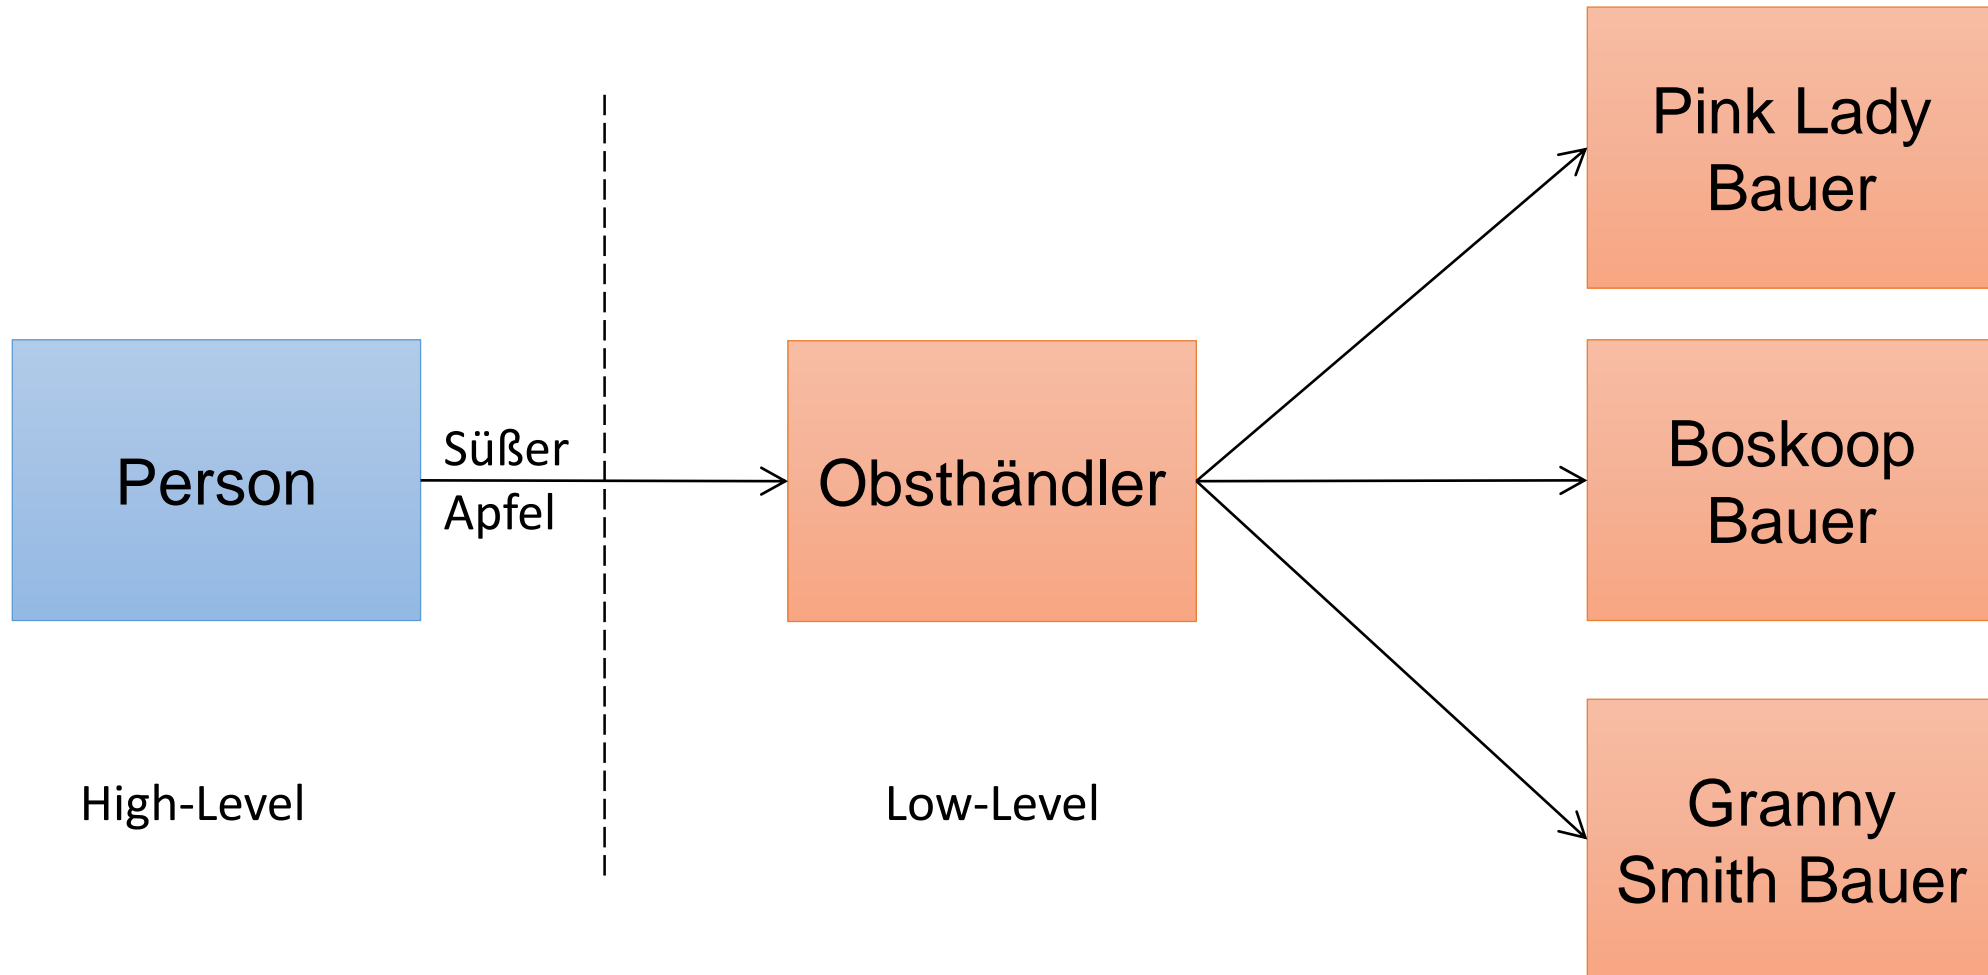 Pink Lady
Bauer
Person
Süßer
Apfel
Obsthändler
Boskoop
Bauer
High-Level
Low-Level
Granny
Smith Bauer